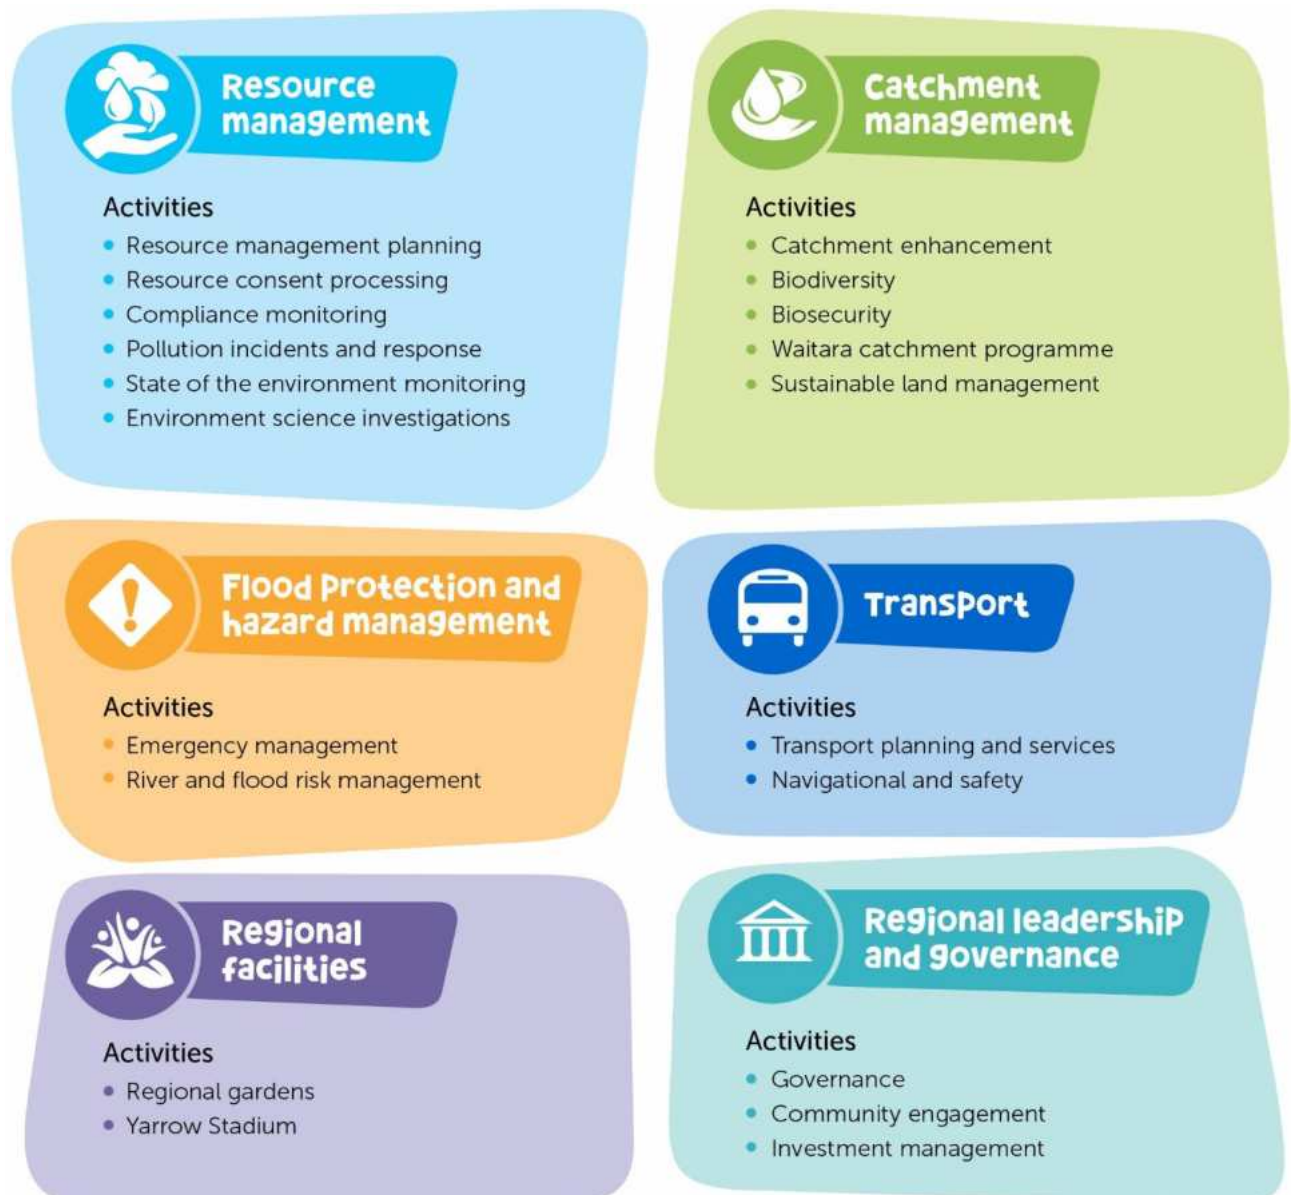 Resource
management
Activities
Resource management planning
Resource consent processing
Compliance monitoring
Pollution incidents and response
State of the environment monitoring
Environment science investigations
Catchment
management
Activities
Catchment enhancement
Biodiversity
Biosecurity
Waitara catchment programme
Sustainable land management
Flood Protection and
hazard management
Activities
Emergency management
River and flood risk management
Transport
Activities
Transport planning and services
Navigational and safety
Regional
facilities
Activities
Regional gardens
Yarrow Stadium
Regional leadership
and governance
Activities
Governance
Community engagement
Investment management